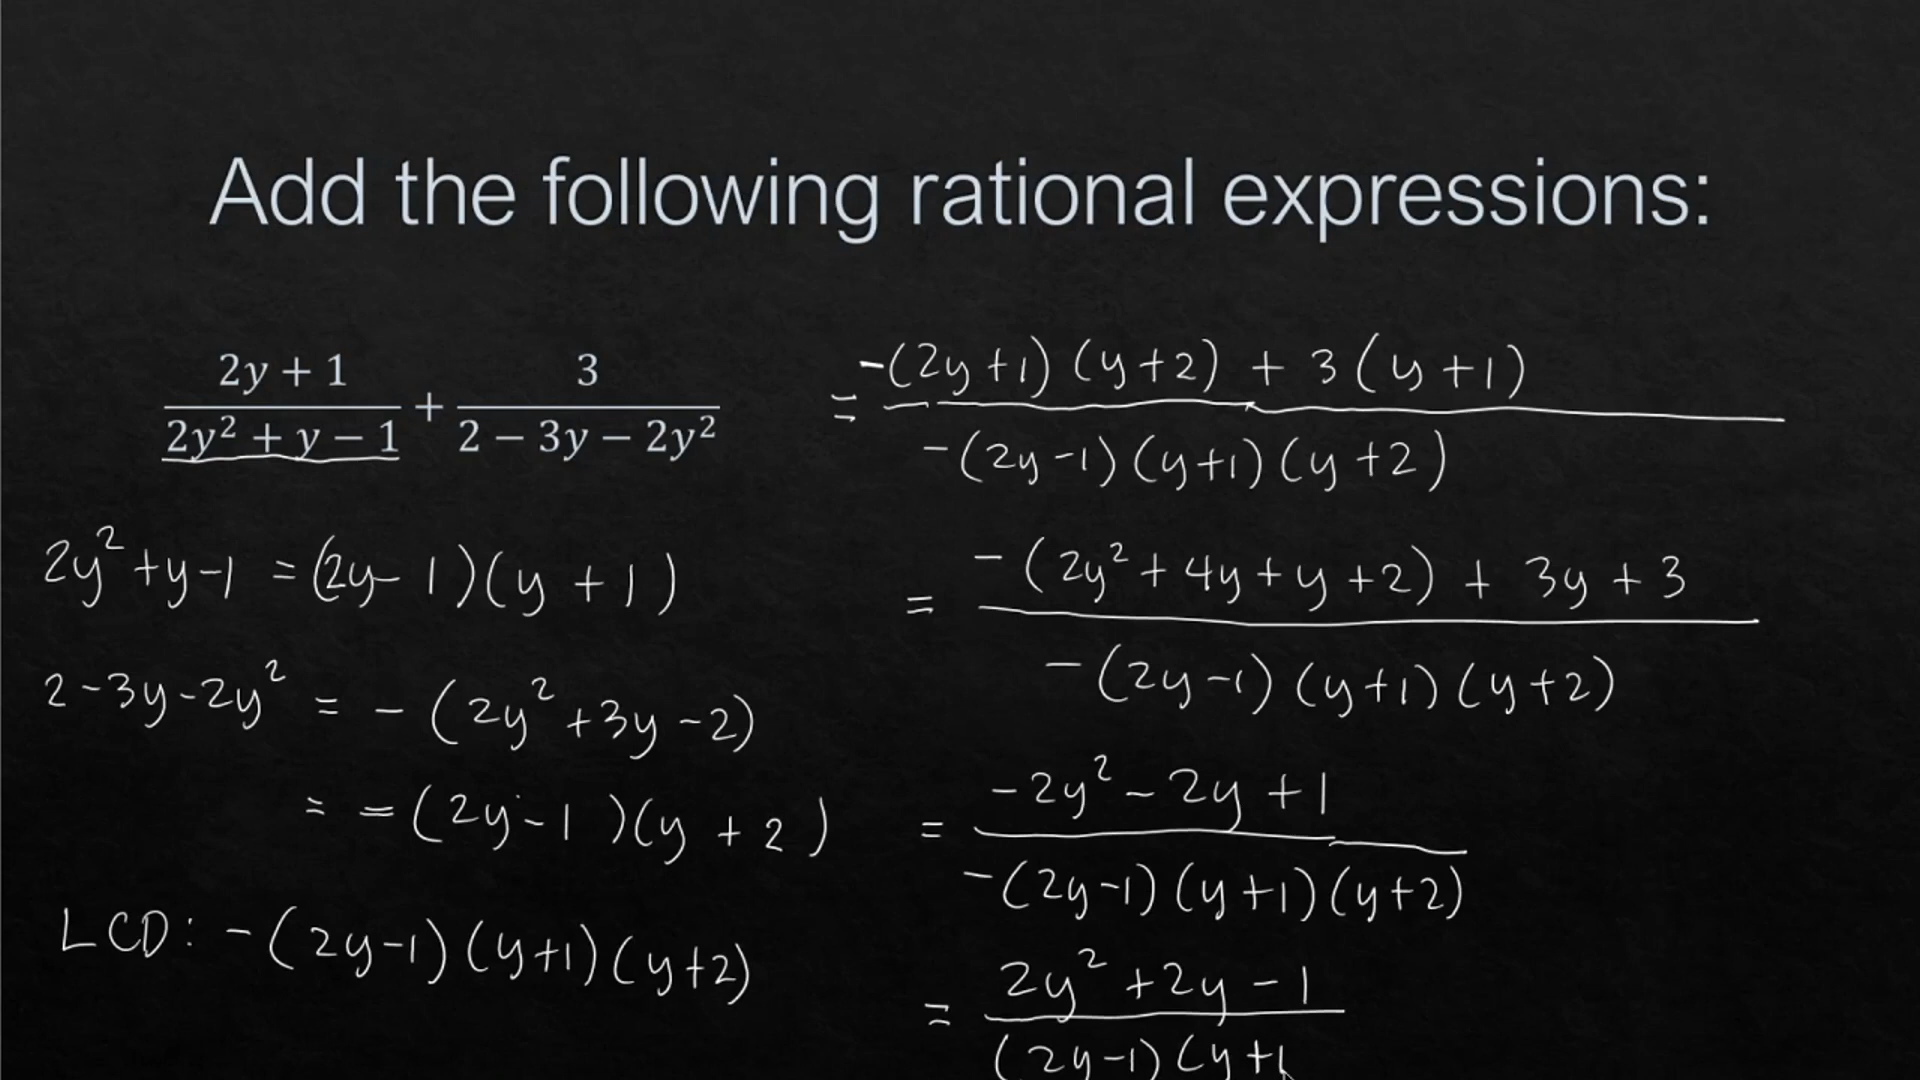 Add the following rational expressions:
2y + 1
3
+
2y² + y − 1
2 − 3y − 2y²
2y²+y-1 = (2y-1)(y+1)
2-3y-2y² = -(2y²+3y-2)
= -(2y-1)(y+2)
LCD: -(2y-1)(y+1)(y+2)
= -(2y+1)(y+2) + 3(y+1)
-(2y-1)(y+1)(y+2)
= -(2y²+4y+y+2) + 3y+3
-(2y-1)(y+1)(y+2)
= -2y²-2y+1
-(2y-1)(y+1)(y+2)
= 2y²+2y-1
(2y-1)(y+1